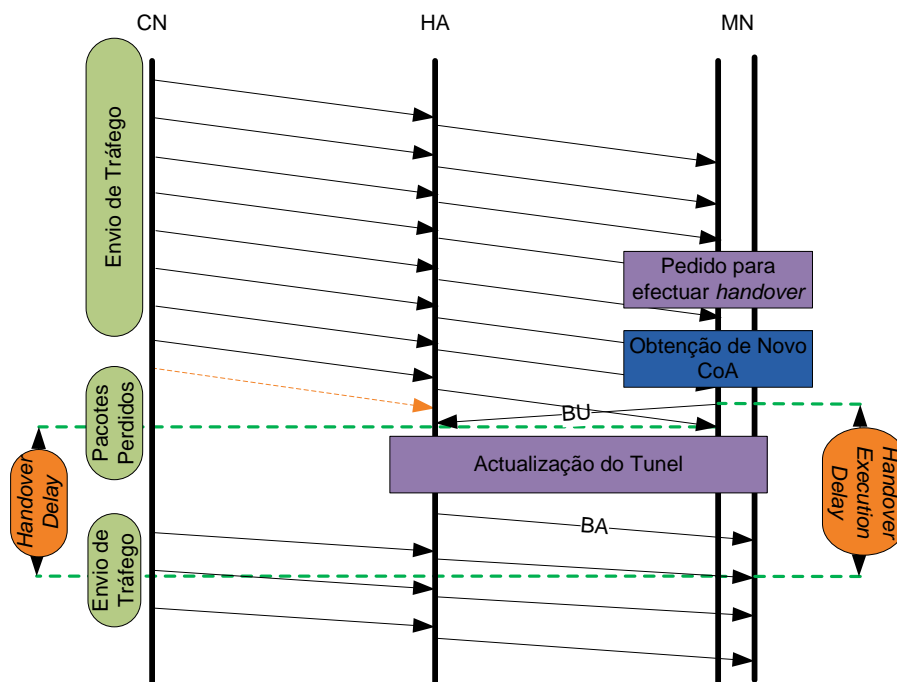 CN
HA
MN
Envio de Tráfego
Pedido para
efectuar handover
Obtenção de Novo
CoA
BU
Pacotes
Perdidos
Actualização do Tunel
Handover
Delay
Handover
Execution
Delay
BA
Envio de
Tráfego